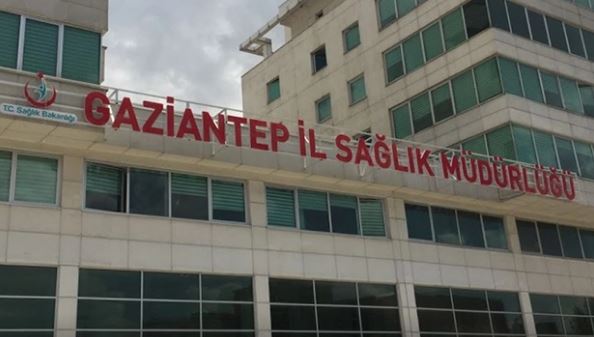 T.C. Sağlık Bakanlığı
GAZİANTEP İL SAĞLIK MÜDÜRLÜĞÜ